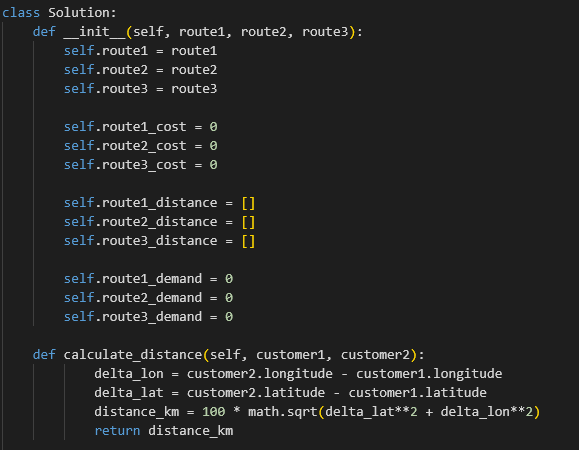 class Solution:
    def __init__(self, route1, route2, route3):
        self.route1 = route1
        self.route2 = route2
        self.route3 = route3

        self.route1_cost = 0
        self.route2_cost = 0
        self.route3_cost = 0

        self.route1_distance = []
        self.route2_distance = []
        self.route3_distance = []

        self.route1_demand = 0
        self.route2_demand = 0
        self.route3_demand = 0

    def calculate_distance(self, customer1, customer2):
            delta_lon = customer2.longitude - customer1.longitude
            delta_lat = customer2.latitude - customer1.latitude
            distance_km = 100 * math.sqrt(delta_lat**2 + delta_lon**2)
            return distance_km